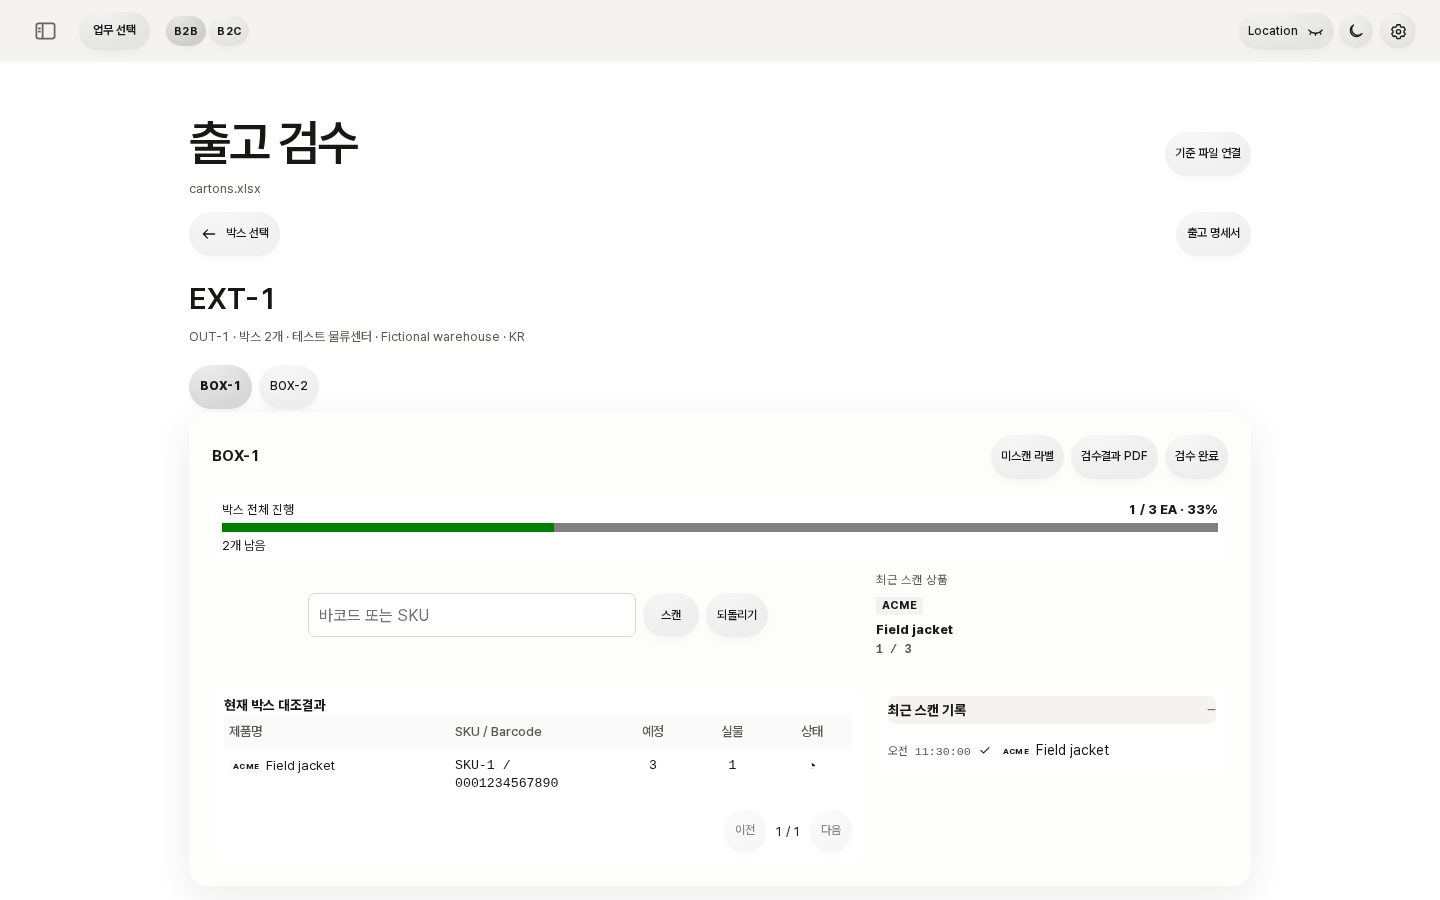 업무 선택 B2B B2C Location
출고 검수
기준 파일 연결
cartons.xlsx
박스 선택
출고 명세서
EXT-1
OUT-1 · 박스 2개 · 테스트 물류센터 · Fictional warehouse · KR
BOX-1 BOX-2
BOX-1 미스캔 라벨 검수결과 PDF 검수 완료
박스 전체 진행 1 / 3 EA · 33%
2개 남음
바코드 또는 SKU 스캔 되돌리기
최근 스캔 상품
ACME
Field jacket
1 / 3
현재 박스 대조결과
제품명 SKU / Barcode 예정 실물 상태
ACME Field jacket SKU-1 / 3 1
0001234567890
이전 1 / 1 다음
최근 스캔 기록 –
오전 11:30:00 ✓ ACME Field jacket